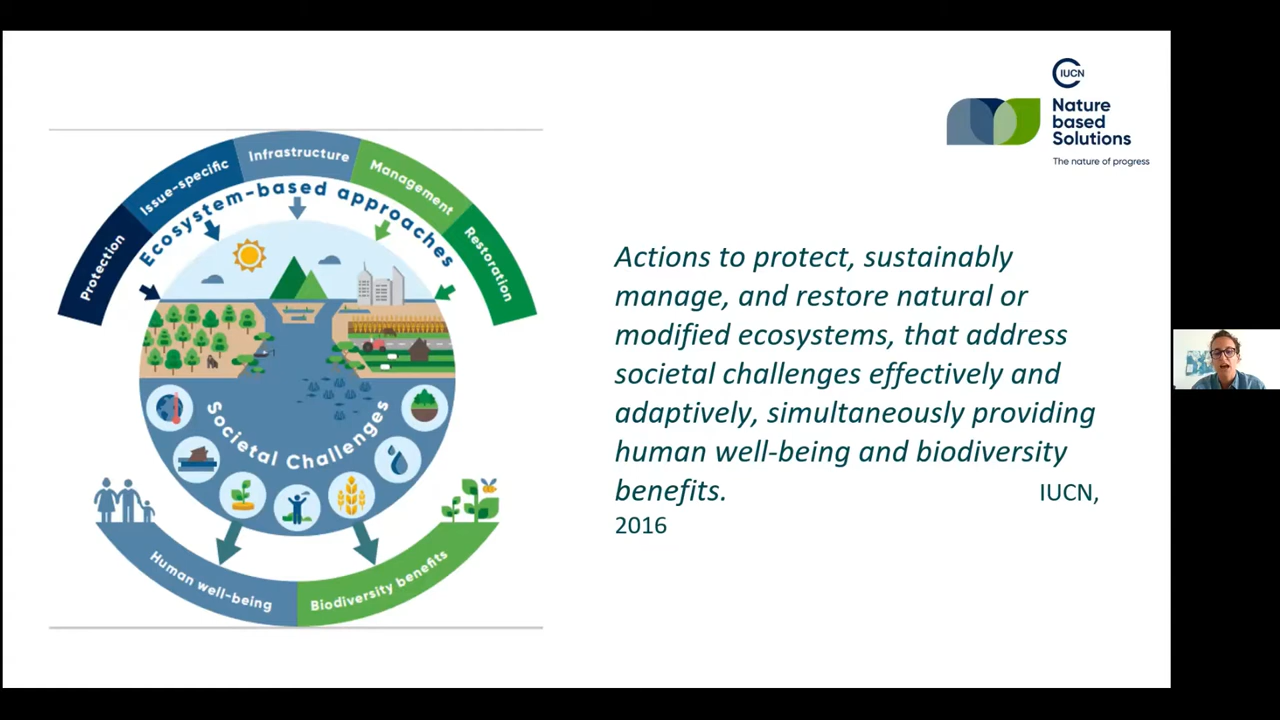 IUCN
Nature
based
Solutions
The nature of progress
Protection
Issue-specific
Infrastructure
Management
Restoration
Ecosystem-based approaches
Societal Challenges
Human well-being
Biodiversity benefits
Actions to protect, sustainably
manage, and restore natural or
modified ecosystems, that address
societal challenges effectively and
adaptively, simultaneously providing
human well-being and biodiversity
benefits. IUCN,
2016